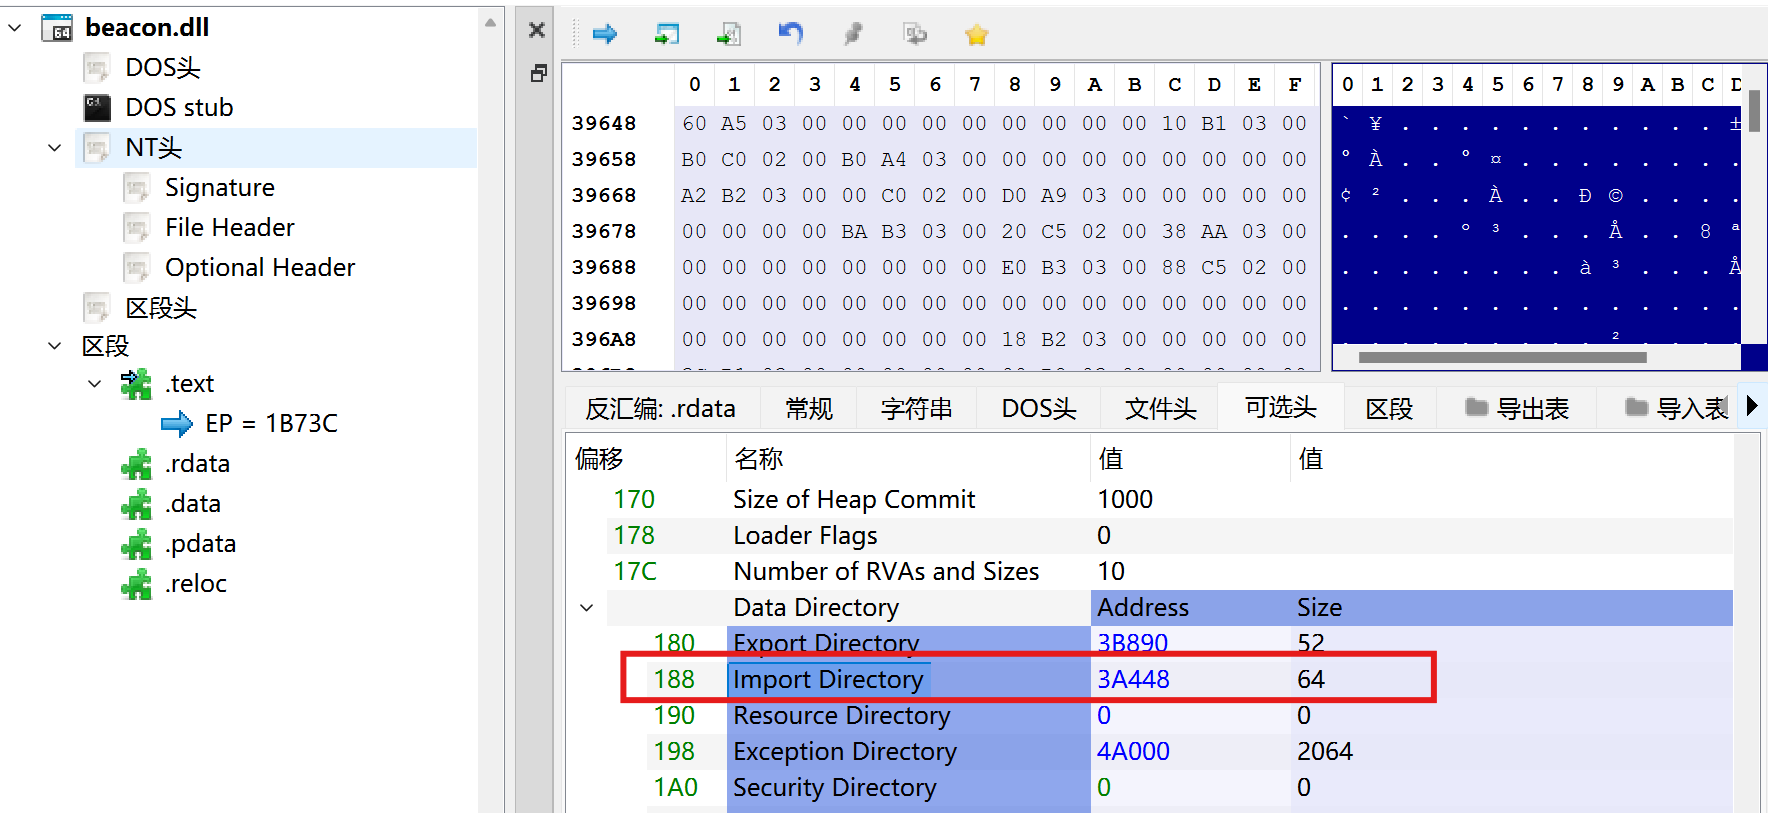 beacon.dll
DOS头
DOS stub
NT头
Signature
File Header
Optional Header
区段头
区段
.text
EP = 1B73C
.rdata
.data
.pdata
.reloc
0 1 2 3 4 5 6 7 8 9 A B C D E F
39648 60 A5 03 00 00 00 00 00 00 00 00 00 10 B1 03 00
39658 B0 C0 02 00 B0 A4 03 00 00 00 00 00 00 00 00 00
39668 A2 B2 03 00 00 C0 02 00 D0 A9 03 00 00 00 00 00
39678 00 00 00 00 BA B3 03 00 20 C5 02 00 38 AA 03 00
39688 00 00 00 00 00 00 00 00 E0 B3 03 00 88 C5 02 00
39698 00 00 00 00 00 00 00 00 00 00 00 00 00 00 00 00
396A8 00 00 00 00 00 00 00 00 18 B2 03 00 00 00 00 00
0 1 2 3 4 5 6 7 8 9 A B C D
` ¥ . . . . . . . . . . . ±
° À . . ° ¤ . . . . . . . .
¢ ² . . . À . . Ð © . . . .
. . . . ° ³ . . . Å . . 8 ª
. . . . . . . . à ³ . . . Å
. . . . . . . . . . . . . .
. . . . . . . . . ² . . . .
反汇编: .rdata 常规 字符串 DOS头 文件头 可选头 区段 导出表 导入表
偏移 名称 值 值
170 Size of Heap Commit 1000
178 Loader Flags 0
17C Number of RVAs and Sizes 10
Data Directory Address Size
180 Export Directory 3B890 52
188 Import Directory 3A448 64
190 Resource Directory 0 0
198 Exception Directory 4A000 2064
1A0 Security Directory 0 0